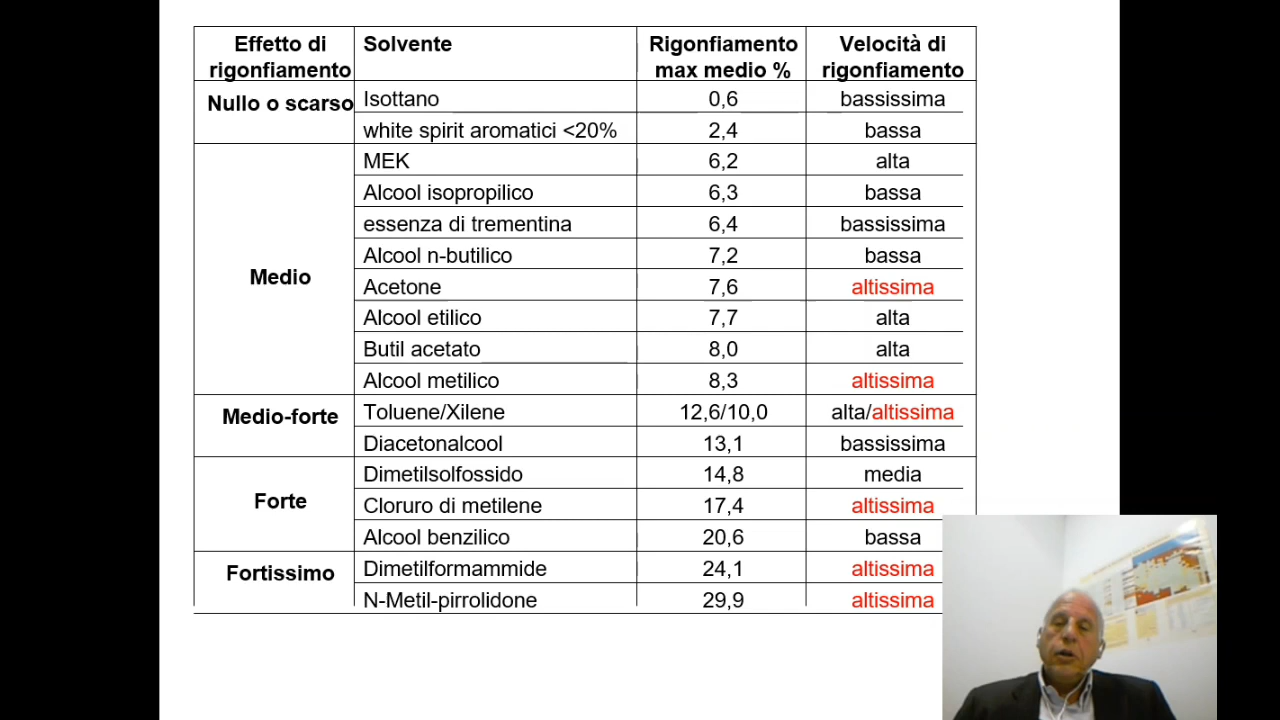 Effetto di rigonfiamento Solvente Rigonfiamento max medio % Velocità di rigonfiamento
Nullo o scarso Isottano 0,6 bassissima
white spirit aromatici <20% 2,4 bassa
Medio MEK 6,2 alta
Alcool isopropilico 6,3 bassa
essenza di trementina 6,4 bassissima
Alcool n-butilico 7,2 bassa
Acetone 7,6 altissima
Alcool etilico 7,7 alta
Butil acetato 8,0 alta
Alcool metilico 8,3 altissima
Medio-forte Toluene/Xilene 12,6/10,0 alta/altissima
Diacetonalcool 13,1 bassissima
Forte Dimetilsolfossido 14,8 media
Cloruro di metilene 17,4 altissima
Alcool benzilico 20,6 bassa
Fortissimo Dimetilformammide 24,1 altissima
N-Metil-pirrolidone 29,9 altissima